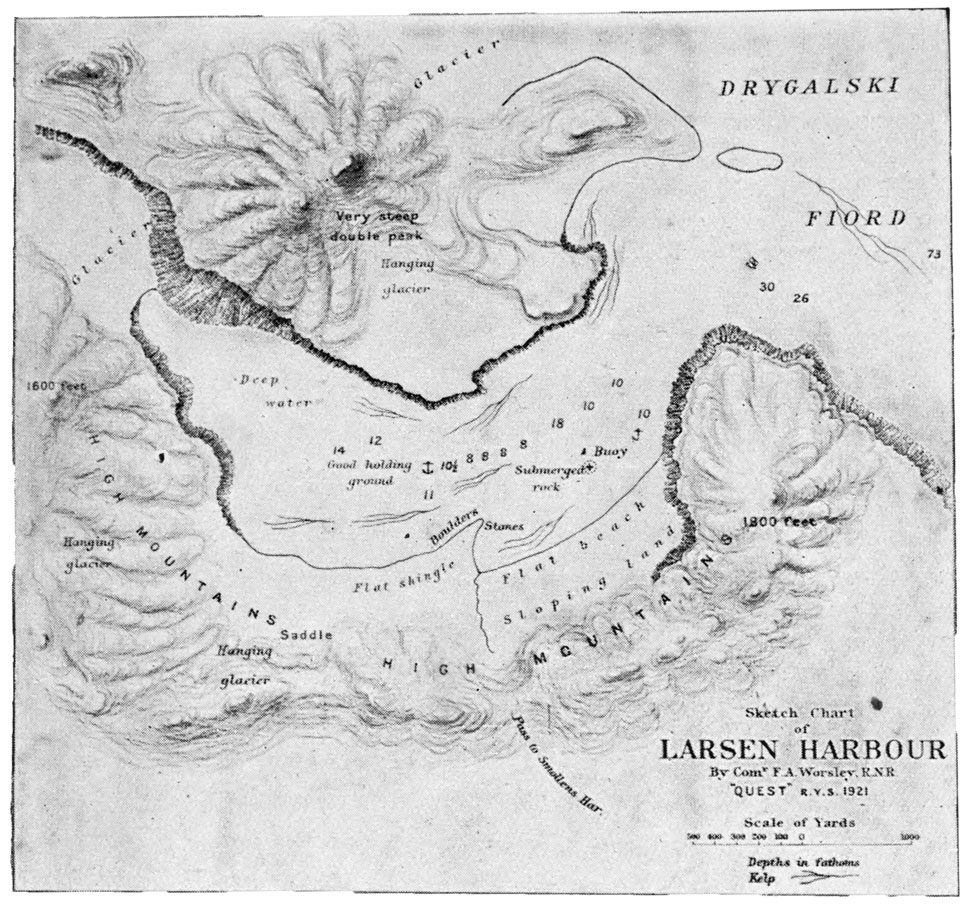 Glacier
DRYGALSKI
FIORD
Very steep
double peak
Hanging
glacier
Glacier
73
30
26
1600 feet
Deep
water
10
10
10
18
12
14
8
8
8
8
10½
Good holding
ground
11
Buoy
Submerged
rock
Boulders
Stones
Flat shingle
Flat beach
Sloping land
1800 feet
HIGH MOUNTAINS
Hanging
glacier
Saddle
Hanging
glacier
HIGH MOUNTAINS
Pass to Smollens Har.
Sketch Chart
of
LARSEN HARBOUR
By Comr F.A. Worsley, R.N.R.
"QUEST" R.Y.S. 1921
Scale of Yards
500 400 300 200 100 0 1000
Depths in fathoms
Kelp